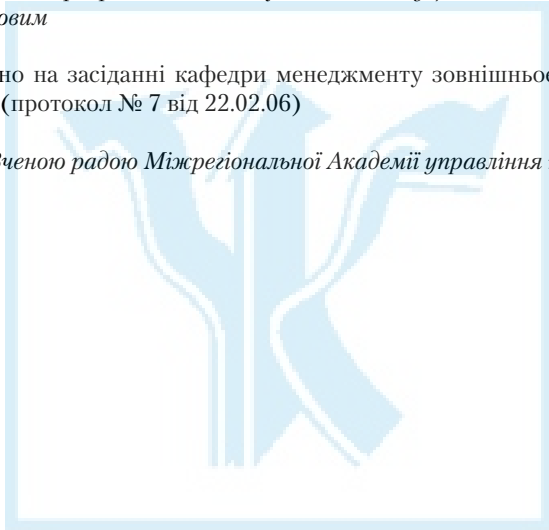 овим
но на засіданні кафедри менеджменту зовнішньоє
(протокол № 7 від 22.02.06)
ченою радою Міжрегіональної Академії управління